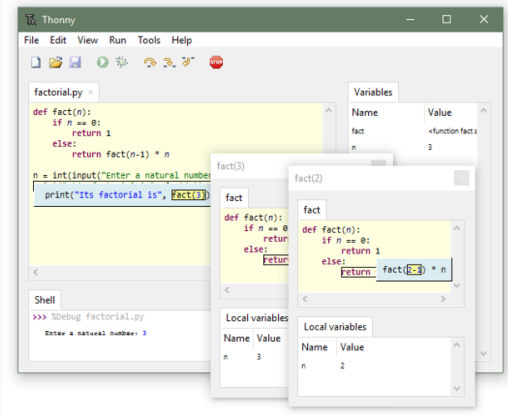 Thonny
File Edit View Run Tools Help
factorial.py
def fact(n):
if n == 0:
return 1
else:
return fact(n-1) * n
n = int(input("Enter a natural number
print("Its factorial is", fact(3))
Shell
>>> %Debug factorial.py
Enter a natural number: 3
Variables
Name Value
fact <function fact a
n 3
fact(3)
fact
def fact(n):
if n == 0
retur
else:
retur
Local variables
Name Value
n 3
fact(2)
fact
def fact(n):
if n == 0:
return 1
else:
return fact(2-1) * n
Local variables
Name Value
n 2